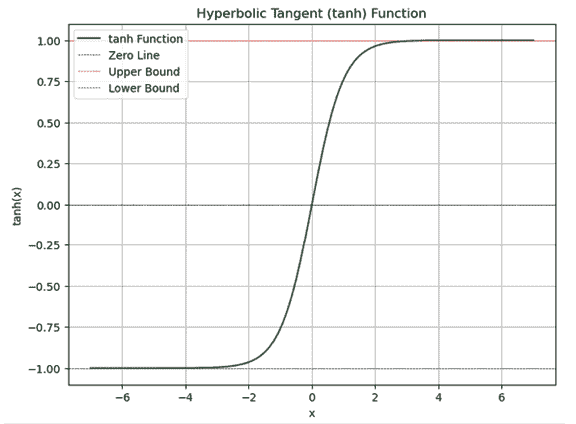 Hyperbolic Tangent (tanh) Function
tanh Function
Zero Line
Upper Bound
Lower Bound
1.00
0.75
0.50
0.25
0.00
−0.25
−0.50
−0.75
−1.00
tanh(x)
−6
−4
−2
0
2
4
6
x